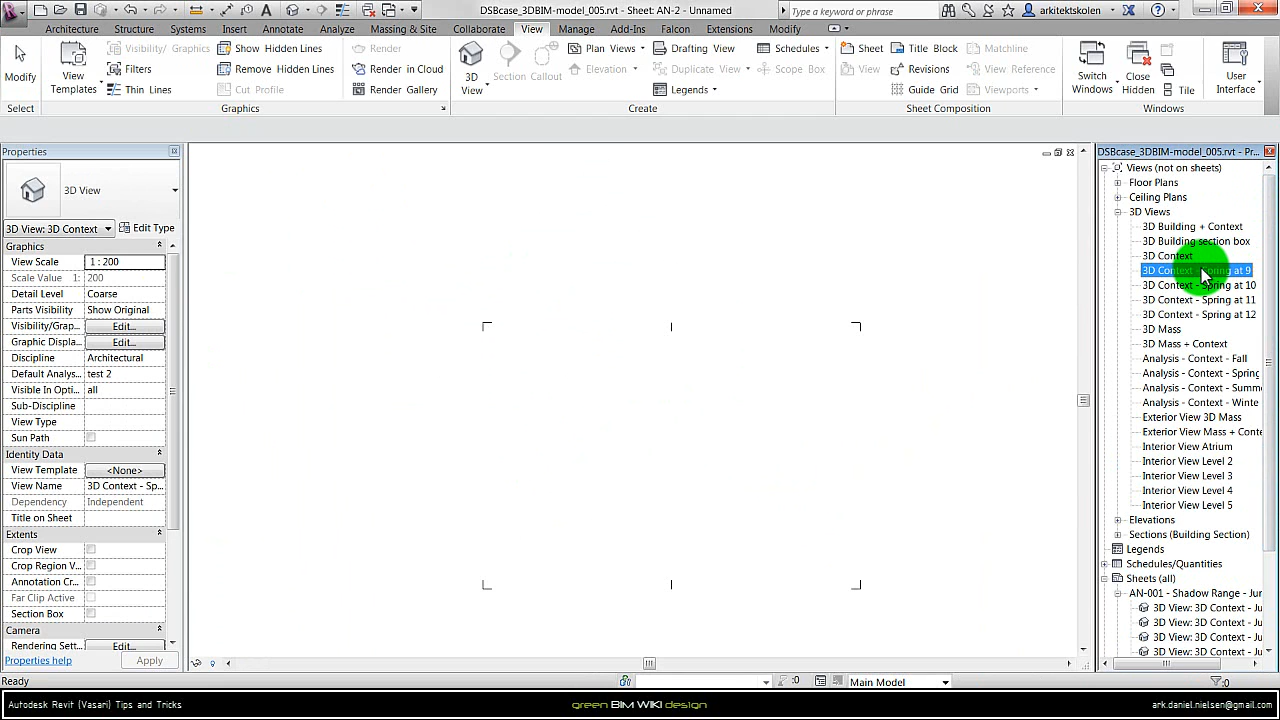 DSBcase_3DBIM-model_005.rvt - Sheet: AN-2 - Unnamed
Type a keyword or phrase
arkitektskolen
Architecture Structure Systems Insert Annotate Analyze Massing & Site Collaborate View Manage Add-Ins Falcon Extensions Modify
Modify
View Templates
Visibility/ Graphics
Filters
Thin Lines
Show Hidden Lines
Remove Hidden Lines
Cut Profile
Render
Render in Cloud
Render Gallery
3D View
Section
Callout
Plan Views
Elevation
Drafting View
Duplicate View
Legends
Schedules
Scope Box
Sheet
View
Title Block
Revisions
Guide Grid
Matchline
View Reference
Viewports
Switch Windows
Close Hidden
Tile
User Interface
Select
Graphics
Create
Sheet Composition
Windows
Properties
3D View
3D View: 3D Context
Edit Type
Graphics
View Scale 1 : 200
Scale Value 1: 200
Detail Level Coarse
Parts Visibility Show Original
Visibility/Grap... Edit...
Graphic Displa... Edit...
Discipline Architectural
Default Analys... test 2
Visible In Opti... all
Sub-Discipline
View Type
Sun Path
Identity Data
View Template <None>
View Name 3D Context - Sp...
Dependency Independent
Title on Sheet
Extents
Crop View
Crop Region V...
Annotation Cr...
Far Clip Active
Section Box
Camera
Rendering Sett... Edit...
Properties help
Apply
DSBcase_3DBIM-model_005.rvt - Pr...
Views (not on sheets)
Floor Plans
Ceiling Plans
3D Views
3D Building + Context
3D Building section box
3D Context
3D Context - Spring at 9
3D Context - Spring at 10
3D Context - Spring at 11
3D Context - Spring at 12
3D Mass
3D Mass + Context
Analysis - Context - Fall
Analysis - Context - Spring
Analysis - Context - Summe
Analysis - Context - Winte
Exterior View 3D Mass
Exterior View Mass + Conte
Interior View Atrium
Interior View Level 2
Interior View Level 3
Interior View Level 4
Interior View Level 5
Elevations
Sections (Building Section)
Legends
Schedules/Quantities
Sheets (all)
AN-001 - Shadow Range - Jur
3D View: 3D Context - Ju
3D View: 3D Context - Ju
3D View: 3D Context - Ju
3D View: 3D Context - Ju
Ready
:0
Main Model
:0
Autodesk Revit (Vasari) Tips and Tricks
green BIM WIKI design
ark.daniel.nielsen@gmail.com